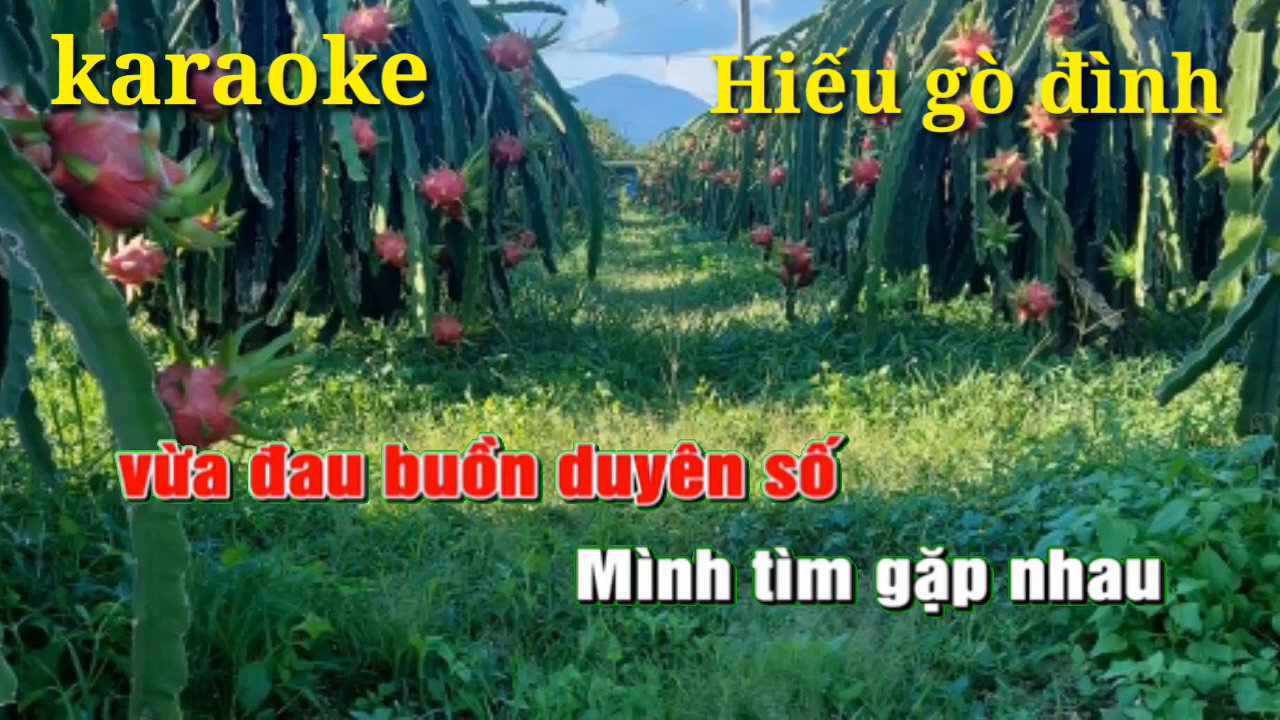 karaoke
Hiếu gò đình
vừa đau buồn duyên số
Mình tìm gặp nhau